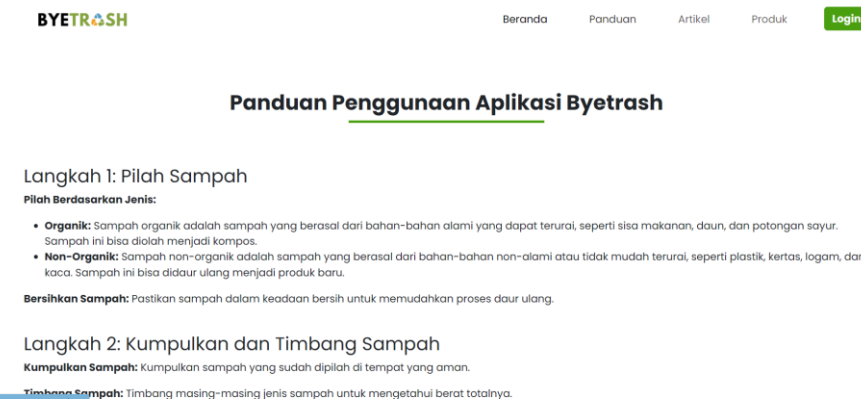 BYETRASH
Beranda Panduan Artikel Produk Login
Panduan Penggunaan Aplikasi Byetrash
Langkah 1: Pilah Sampah
Pilah Berdasarkan Jenis:
• Organik: Sampah organik adalah sampah yang berasal dari bahan-bahan alami yang dapat terurai, seperti sisa makanan, daun, dan potongan sayur.
Sampah ini bisa diolah menjadi kompos.
• Non-Organik: Sampah non-organik adalah sampah yang berasal dari bahan-bahan non-alami atau tidak mudah terurai, seperti plastik, kertas, logam, dan
kaca. Sampah ini bisa didaur ulang menjadi produk baru.
Bersihkan Sampah: Pastikan sampah dalam keadaan bersih untuk memudahkan proses daur ulang.
Langkah 2: Kumpulkan dan Timbang Sampah
Kumpulkan Sampah: Kumpulkan sampah yang sudah dipilah di tempat yang aman.
Timbang Sampah: Timbang masing-masing jenis sampah untuk mengetahui berat totalnya.